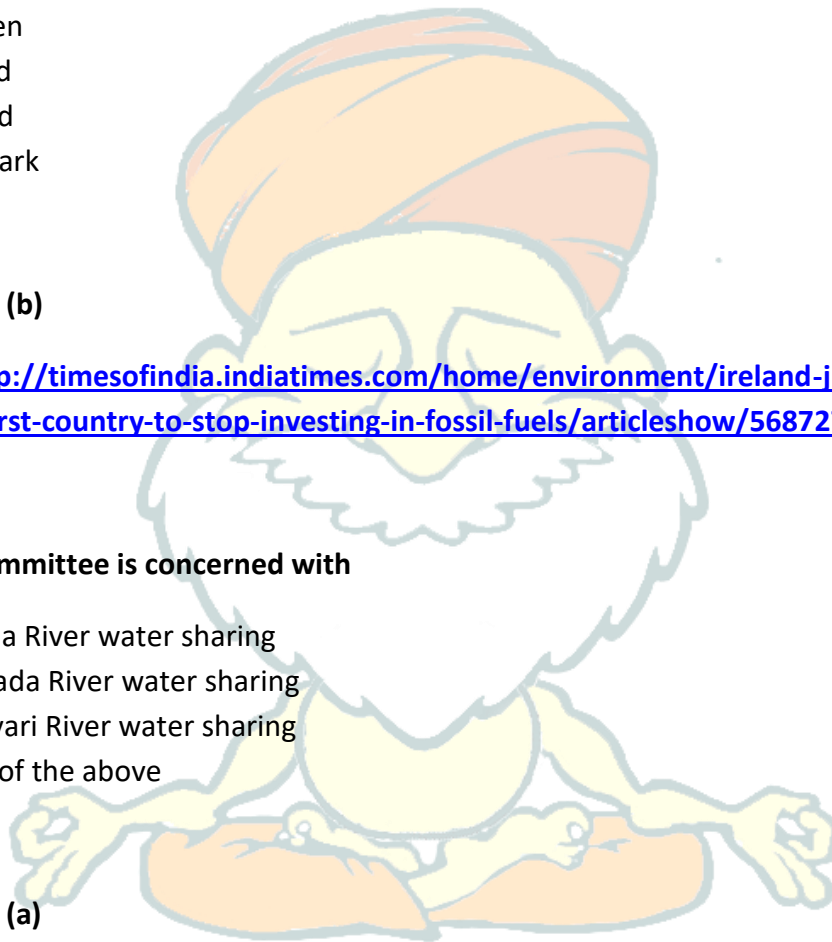 en
d
d
ark
(b)
p://timesofindia.indiatimes.com/home/environment/ireland-j
rst-country-to-stop-investing-in-fossil-fuels/articleshow/56872
mmittee is concerned with
a River water sharing
ada River water sharing
vari River water sharing
of the above
(a)